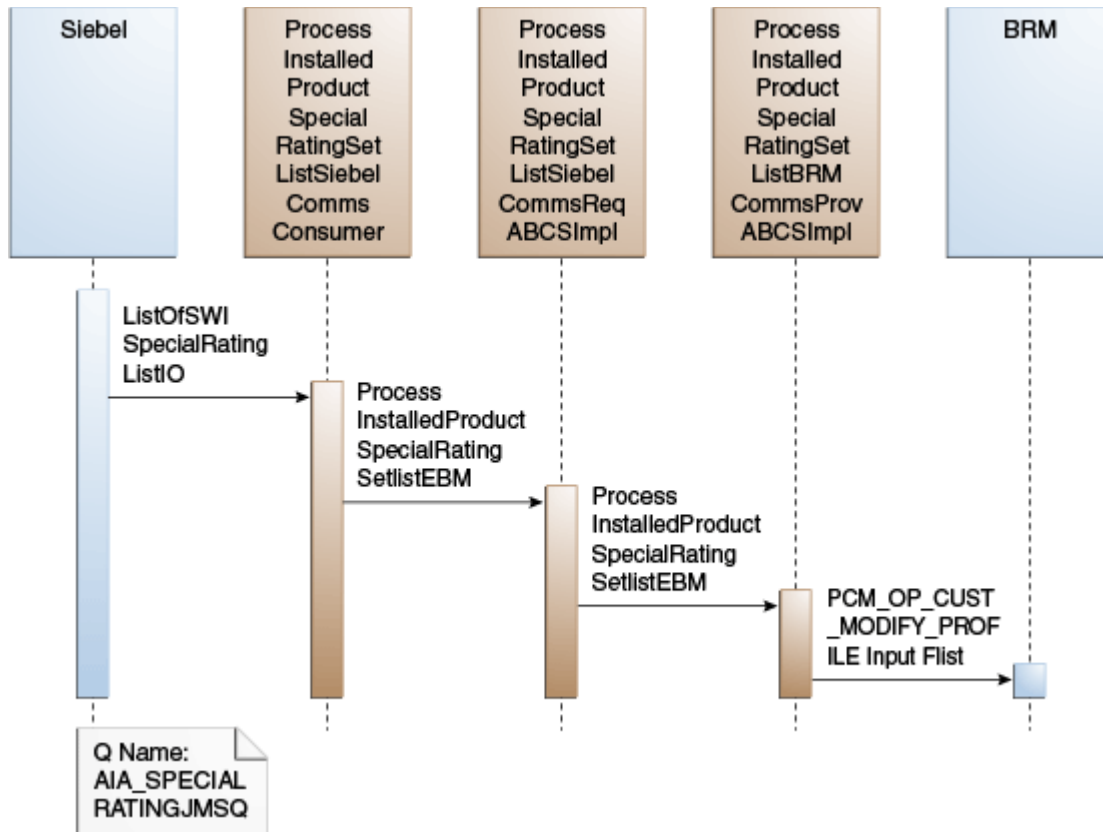 Siebel
Process
Installed
Product
Special
RatingSet
ListSiebel
Comms
Consumer
Process
Installed
Product
Special
RatingSet
ListSiebel
CommsReq
ABCSImpl
Process
Installed
Product
Special
RatingSet
ListBRM
CommsProv
ABCSImpl
BRM
ListOfSWI
SpecialRating
ListIO
Process
InstalledProduct
SpecialRating
SetlistEBM
Process
InstalledProduct
SpecialRating
SetlistEBM
PCM_OP_CUST
_MODIFY_PROF
ILE Input Flist
Q Name:
AIA_SPECIAL
RATINGJMSQ